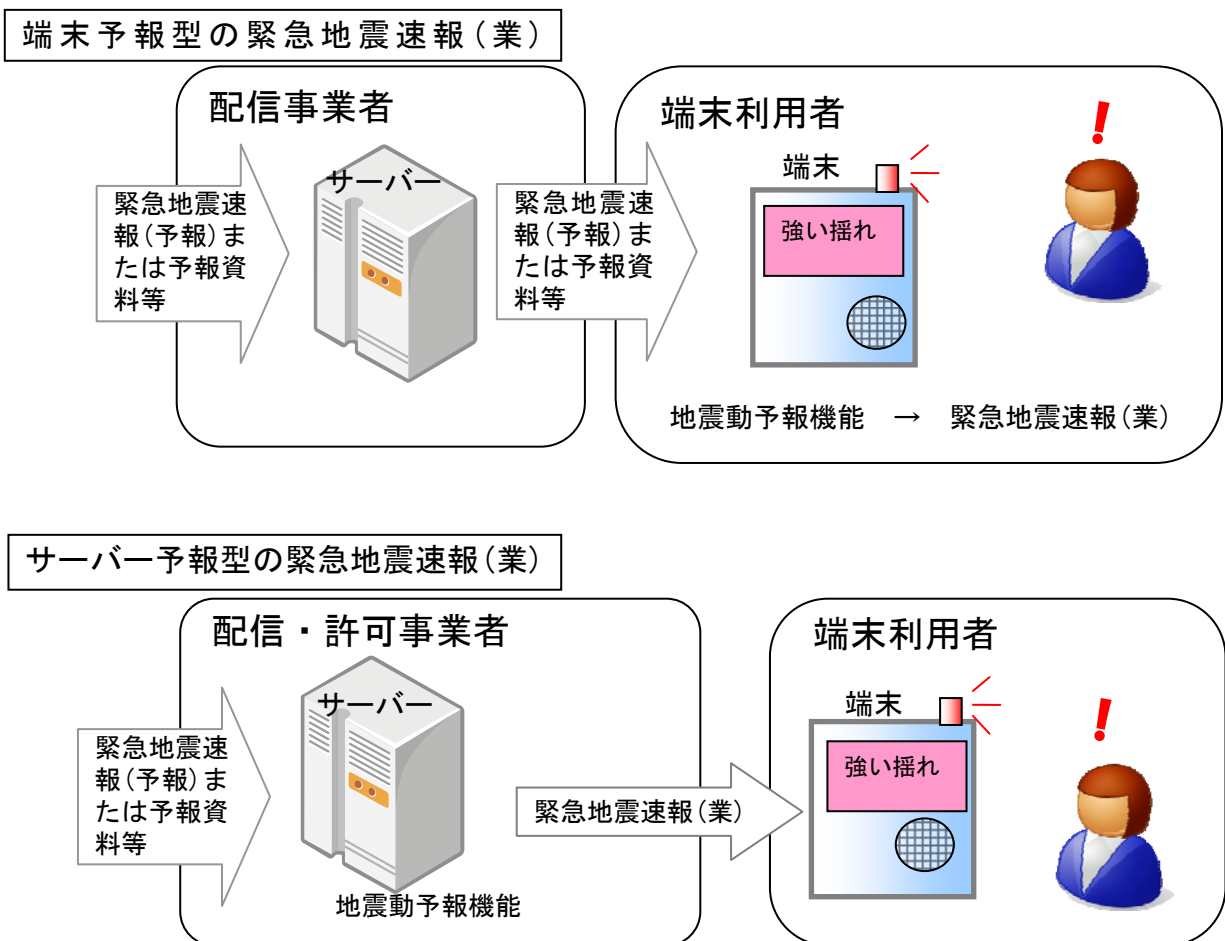 端末予報型の緊急地震速報(業)
配信事業者
サーバー
緊急地震速
報(予報)ま
たは予報資
料等
緊急地震速
報(予報)ま
たは予報資
料等
端末利用者
端末
強い揺れ
!
地震動予報機能 → 緊急地震速報(業)
サーバー予報型の緊急地震速報(業)
配信・許可事業者
サーバー
緊急地震速
報(予報)ま
たは予報資
料等
地震動予報機能
緊急地震速報(業)
端末利用者
端末
強い揺れ
!